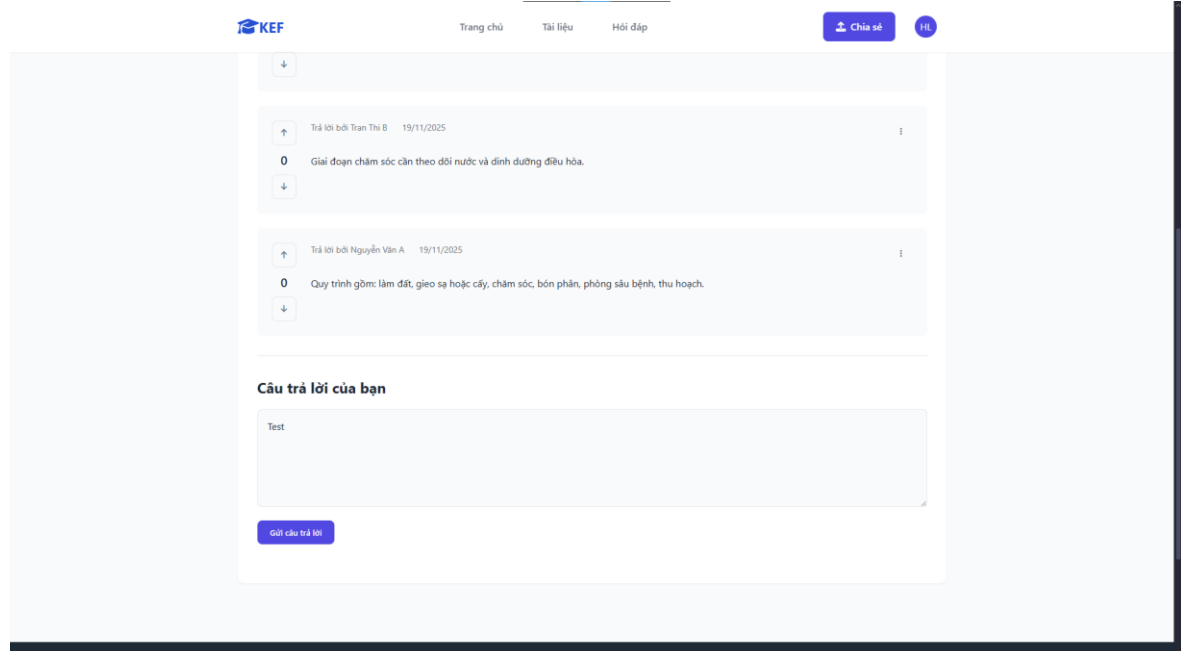 KEF
Trang chủ
Tài liệu
Hỏi đáp
Chia sẻ
HL
Trả lời bởi Tran Thi B 19/11/2025
0
Giai đoạn chăm sóc cần theo dõi nước và dinh dưỡng điều hòa.
Trả lời bởi Nguyễn Văn A 19/11/2025
0
Quy trình gồm: làm đất, gieo sạ hoặc cấy, chăm sóc, bón phân, phòng sâu bệnh, thu hoạch.
Câu trả lời của bạn
Test
Gửi câu trả lời